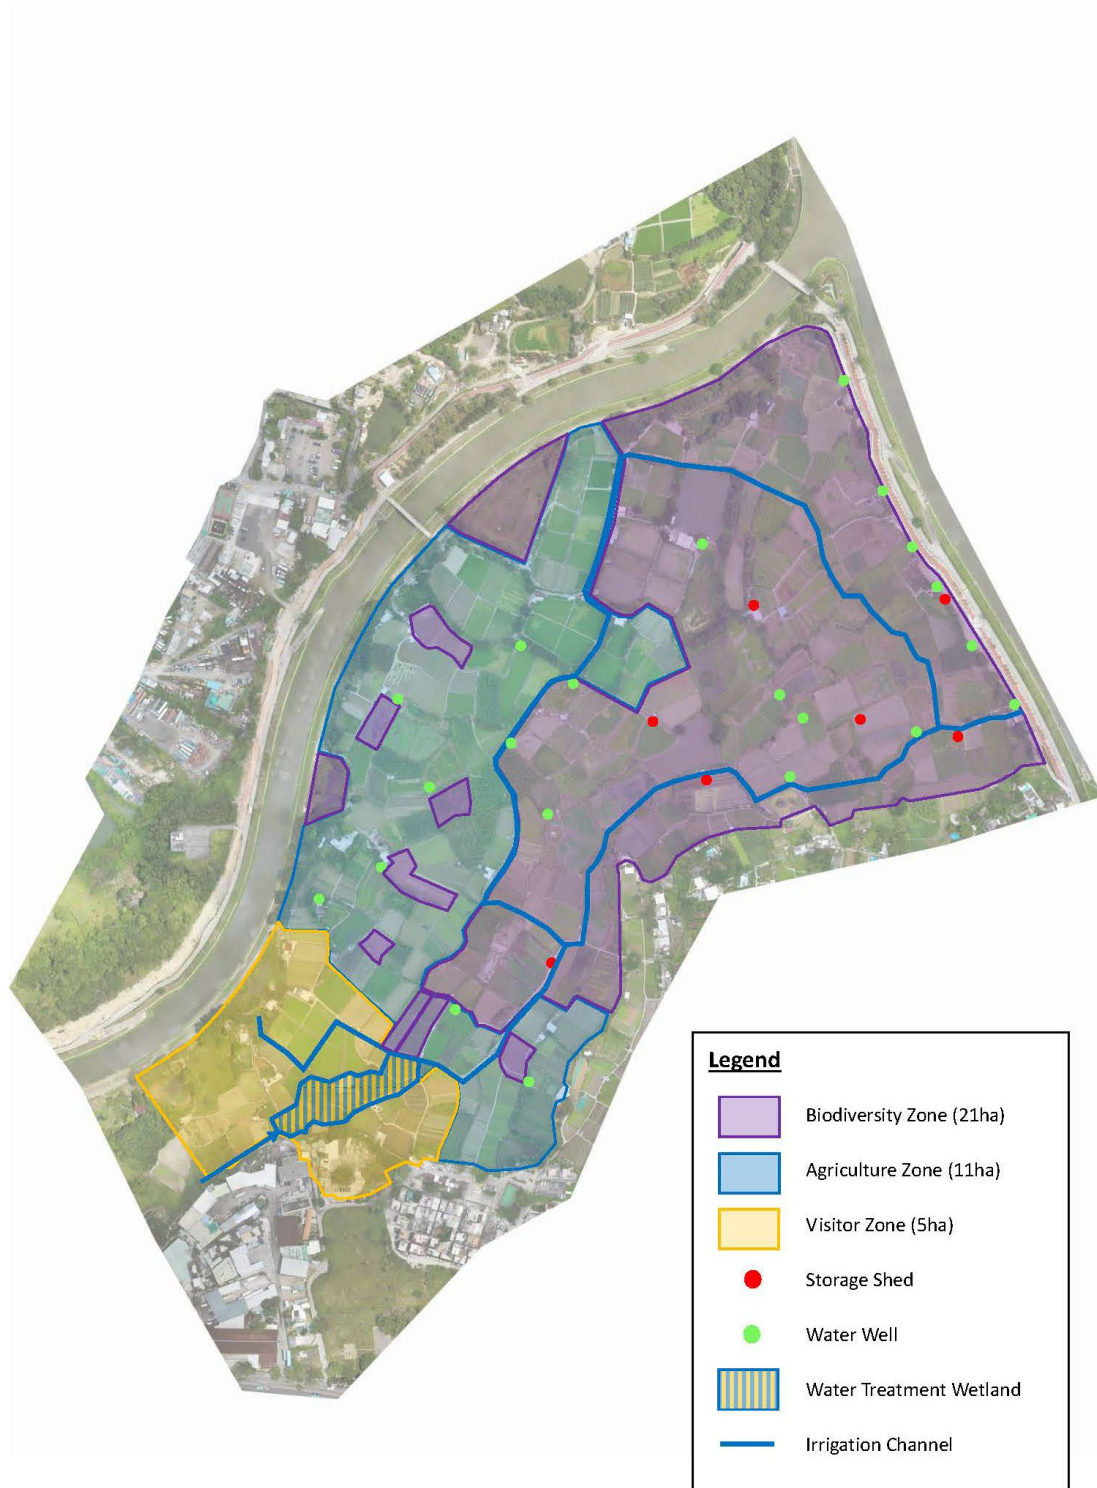 Legend
Biodiversity Zone (21ha)
Agriculture Zone (11ha)
Visitor Zone (5ha)
Storage Shed
Water Well
Water Treatment Wetland
Irrigation Channel